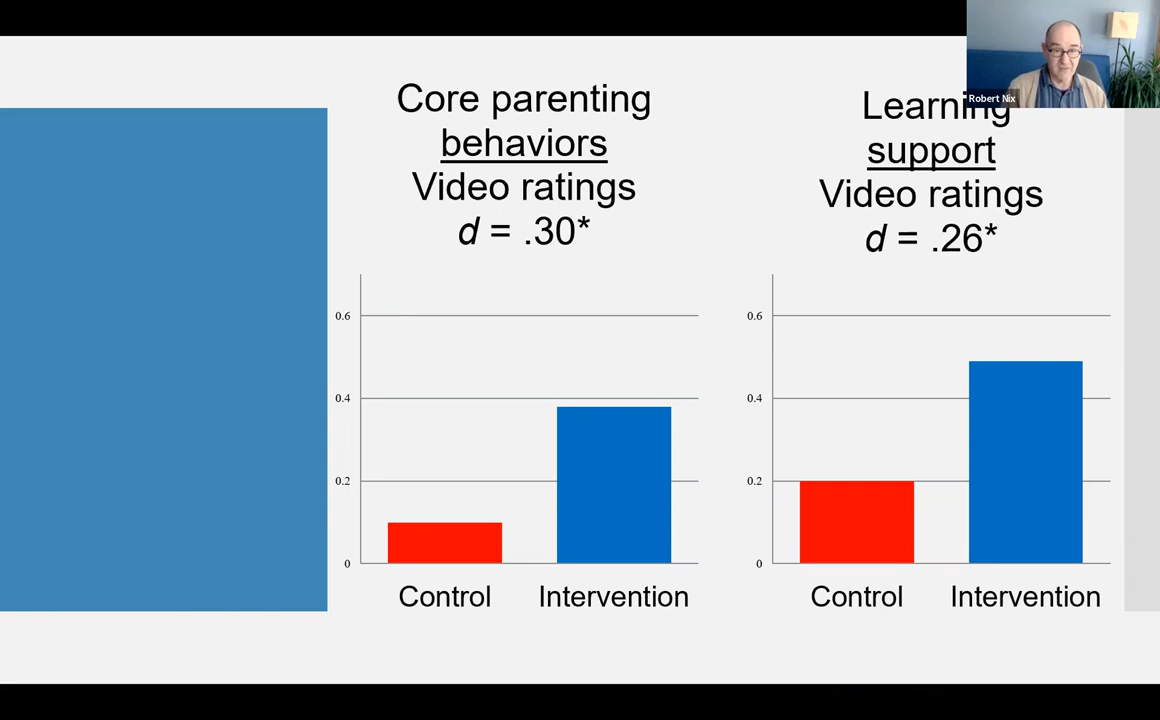 Core parenting
behaviors
Video ratings
d = .30*
0.6
0.4
0.2
0
Control Intervention
Learning
support
Video ratings
d = .26*
0.6
0.4
0.2
0
Control Intervention
Robert Nix